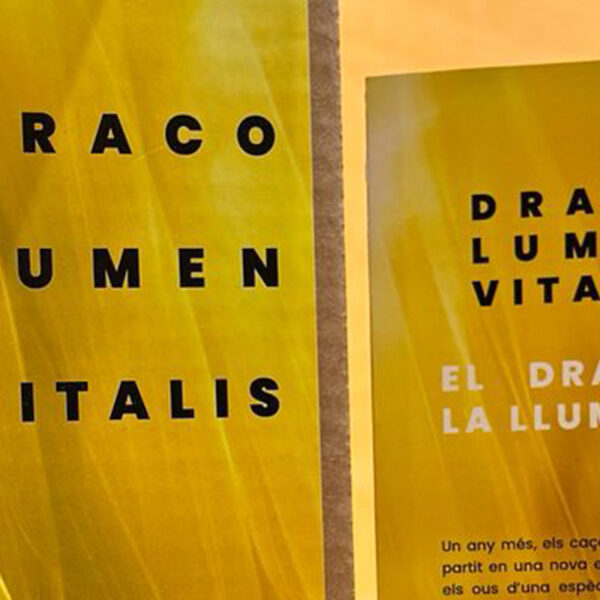 RACO
UMEN
ITALIS
DRA
LUM
VITA
EL DRA
LA LLUM
Un any més, els caç
partit en una nova e
els ous d'una espèc